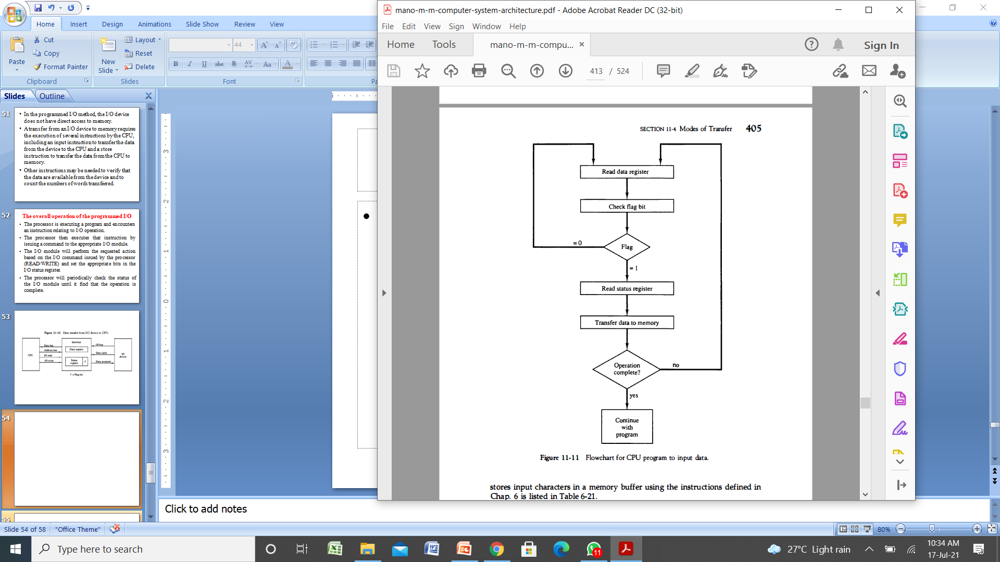 Home
Insert
Design
Animations
Slide Show
Review
View
Paste
Cut
Copy
Format Painter
Clipboard
New
Slide
Layout
Reset
Delete
Slides
44
B I U abc S AV Aa A
Font
Pa
Slides
Outline
51
• In the programmed I/O method, the I/O device
does not have direct access to memory.
• A transfer from an I/O device to memory requires
the execution of several instructions by the CPU,
including an input instruction to transfer the data
from the device to the CPU and a store
instruction to transfer the data from the CPU to
memory.
• Other instructions may be needed to verify that
the data are available from the device and to
count the numbers of words transferred.
52
The overall operation of the programmed I/O
• The processor is executing a program and encounters
an instruction relating to I/O operation.
• The processor then executes that instruction by
issuing a command to the appropriate I/O module.
• The I/O module will perform the requested action
based on the I/O command issued by the processor
(READ/WRITE) and set the appropriate bits in the
I/O status register.
• The processor will periodically check the status of
the I/O module until it find that the operation is
complete.
53
Figure 11-10 Data transfer from I/O device to CPU.
CPU
Data bus
Address bus
I/O read
I/O write
Interface
Data register
Status
register
F
I/O bus
Data valid
Data accepted
I/O
device
F = Flag bit
54
55
3
2
1
0
1
2
3
•
Click to add notes
Slide 54 of 58
"Office Theme"
80%
mano-m-m-computer-system-architecture.pdf - Adobe Acrobat Reader DC (32-bit)
File Edit View Sign Window Help
Home
Tools
mano-m-m-compu...
Sign In
413 / 524
SECTION 11-4 Modes of Transfer 405
Read data register
Check flag bit
Flag
= 0
= 1
Read status register
Transfer data to memory
Operation
complete?
no
yes
Continue
with
program
Figure 11-11 Flowchart for CPU program to input data.
stores input characters in a memory buffer using the instructions defined in
Chap. 6 is listed in Table 6-21.
Type here to search
11
27°C Light rain
10:34 AM
17-Jul-21